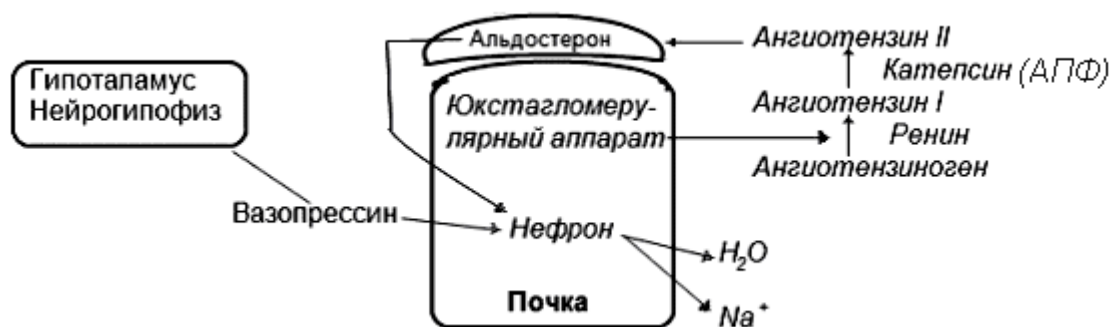 Альдостерон
Ангиотензин II
Катепсин (АПФ)
Гипоталамус
Нейрогипофиз
Юкстагломеру-
лярный аппарат
Ангиотензин I
Ренин
Ангиотензиноген
Вазопрессин
Нефрон
H₂O
Почка
Na⁺